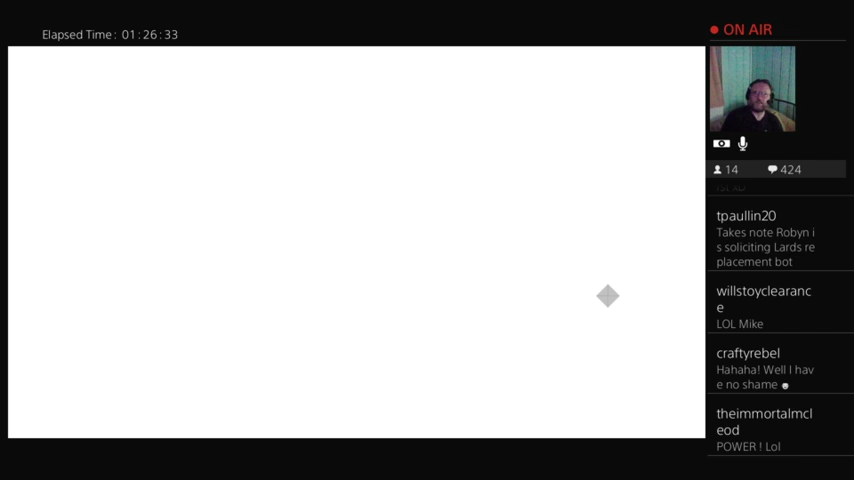 Elapsed Time: 01:26:33
ON AIR
14 424
tpaullin20
Takes note Robyn i
s soliciting Lards re
placement bot
willstoyclearanc
e
LOL Mike
craftyrebel
Hahaha! Well I hav
e no shame
theimmortalmcl
eod
POWER ! Lol